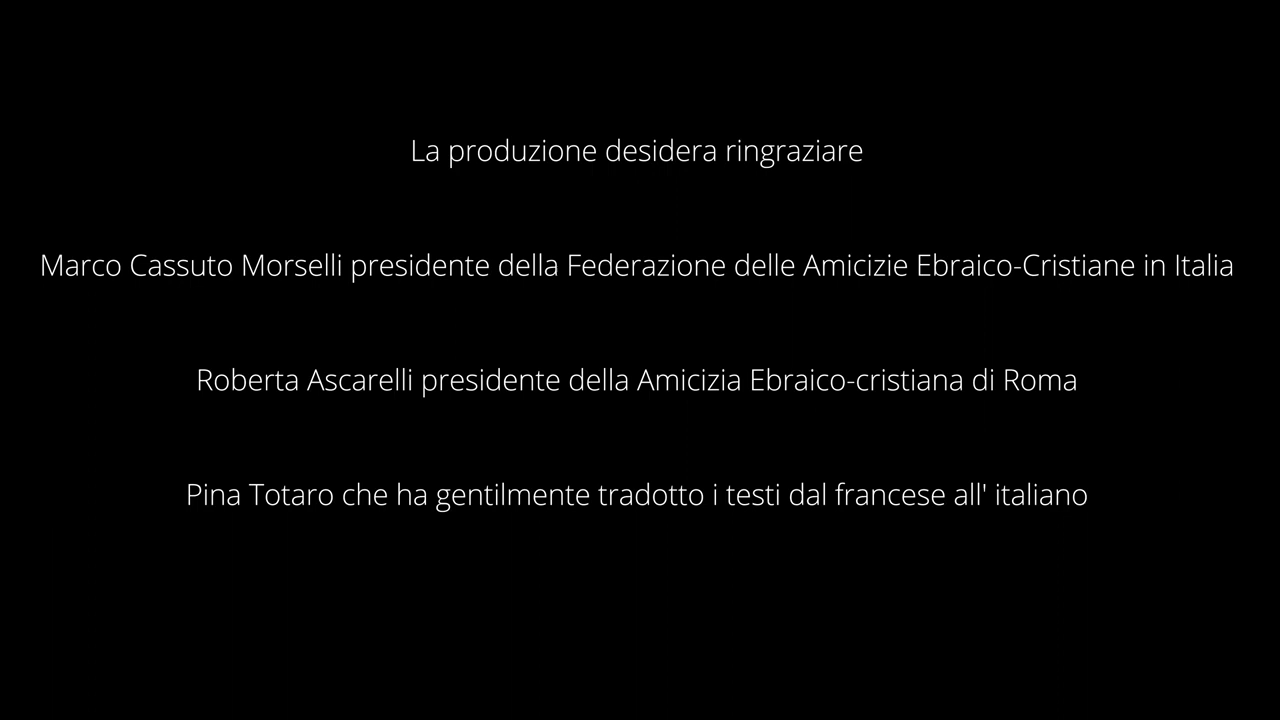 La produzione desidera ringraziare
Marco Cassuto Morselli presidente della Federazione delle Amicizie Ebraico-Cristiane in Italia
Roberta Ascarelli presidente della Amicizia Ebraico-cristiana di Roma
Pina Totaro che ha gentilmente tradotto i testi dal francese all' italiano